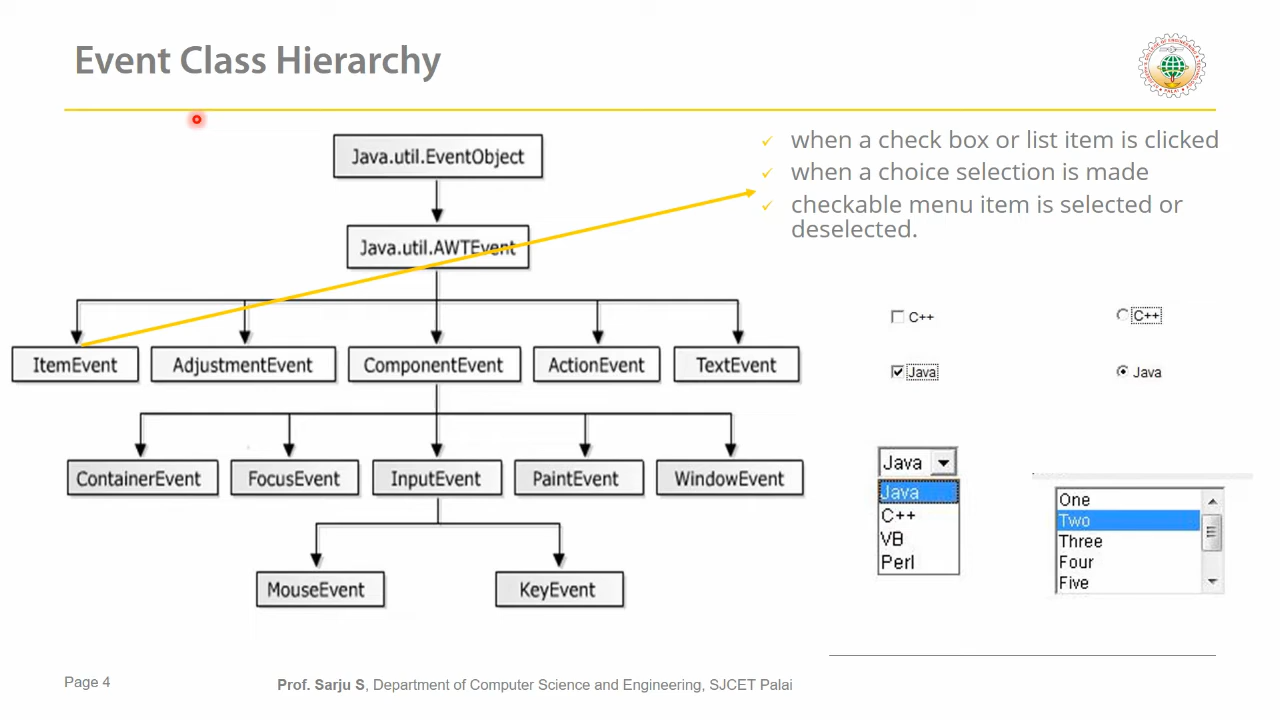 Event Class Hierarchy
Java.util.EventObject
Java.util.AWTEvent
ItemEvent
AdjustmentEvent
ComponentEvent
ActionEvent
TextEvent
ContainerEvent
FocusEvent
InputEvent
PaintEvent
WindowEvent
MouseEvent
KeyEvent
when a check box or list item is clicked
when a choice selection is made
checkable menu item is selected or
deselected.
C++
C++
Java
Java
Java
Java
C++
VB
Perl
One
Two
Three
Four
Five
Page 4
Prof. Sarju S, Department of Computer Science and Engineering, SJCET Palai